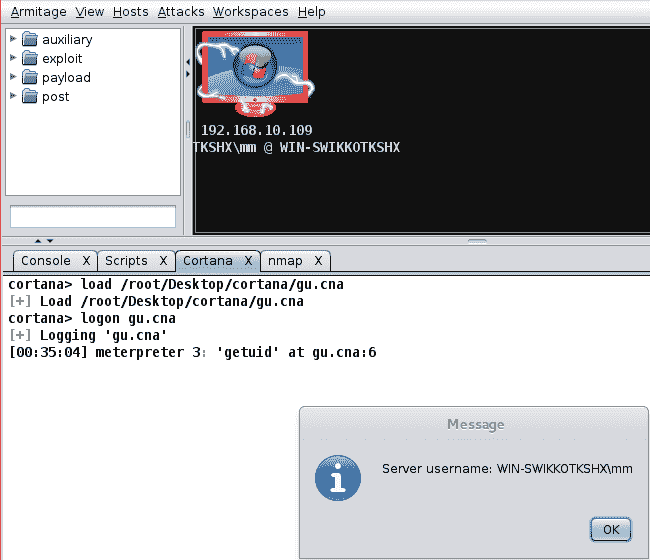 Armitage View Hosts Attacks Workspaces Help
auxiliary
exploit
payload
post
192.168.10.109
TKSHX\mm @ WIN-SWIKKOTKSHX
Console X Scripts X Cortana X nmap X
cortana> load /root/Desktop/cortana/gu.cna
[+] Load /root/Desktop/cortana/gu.cna
cortana> logon gu.cna
[+] Logging 'gu.cna'
[00:35:04] meterpreter 3: 'getuid' at gu.cna:6
Message
Server username: WIN-SWIKKOTKSHX\mm
OK